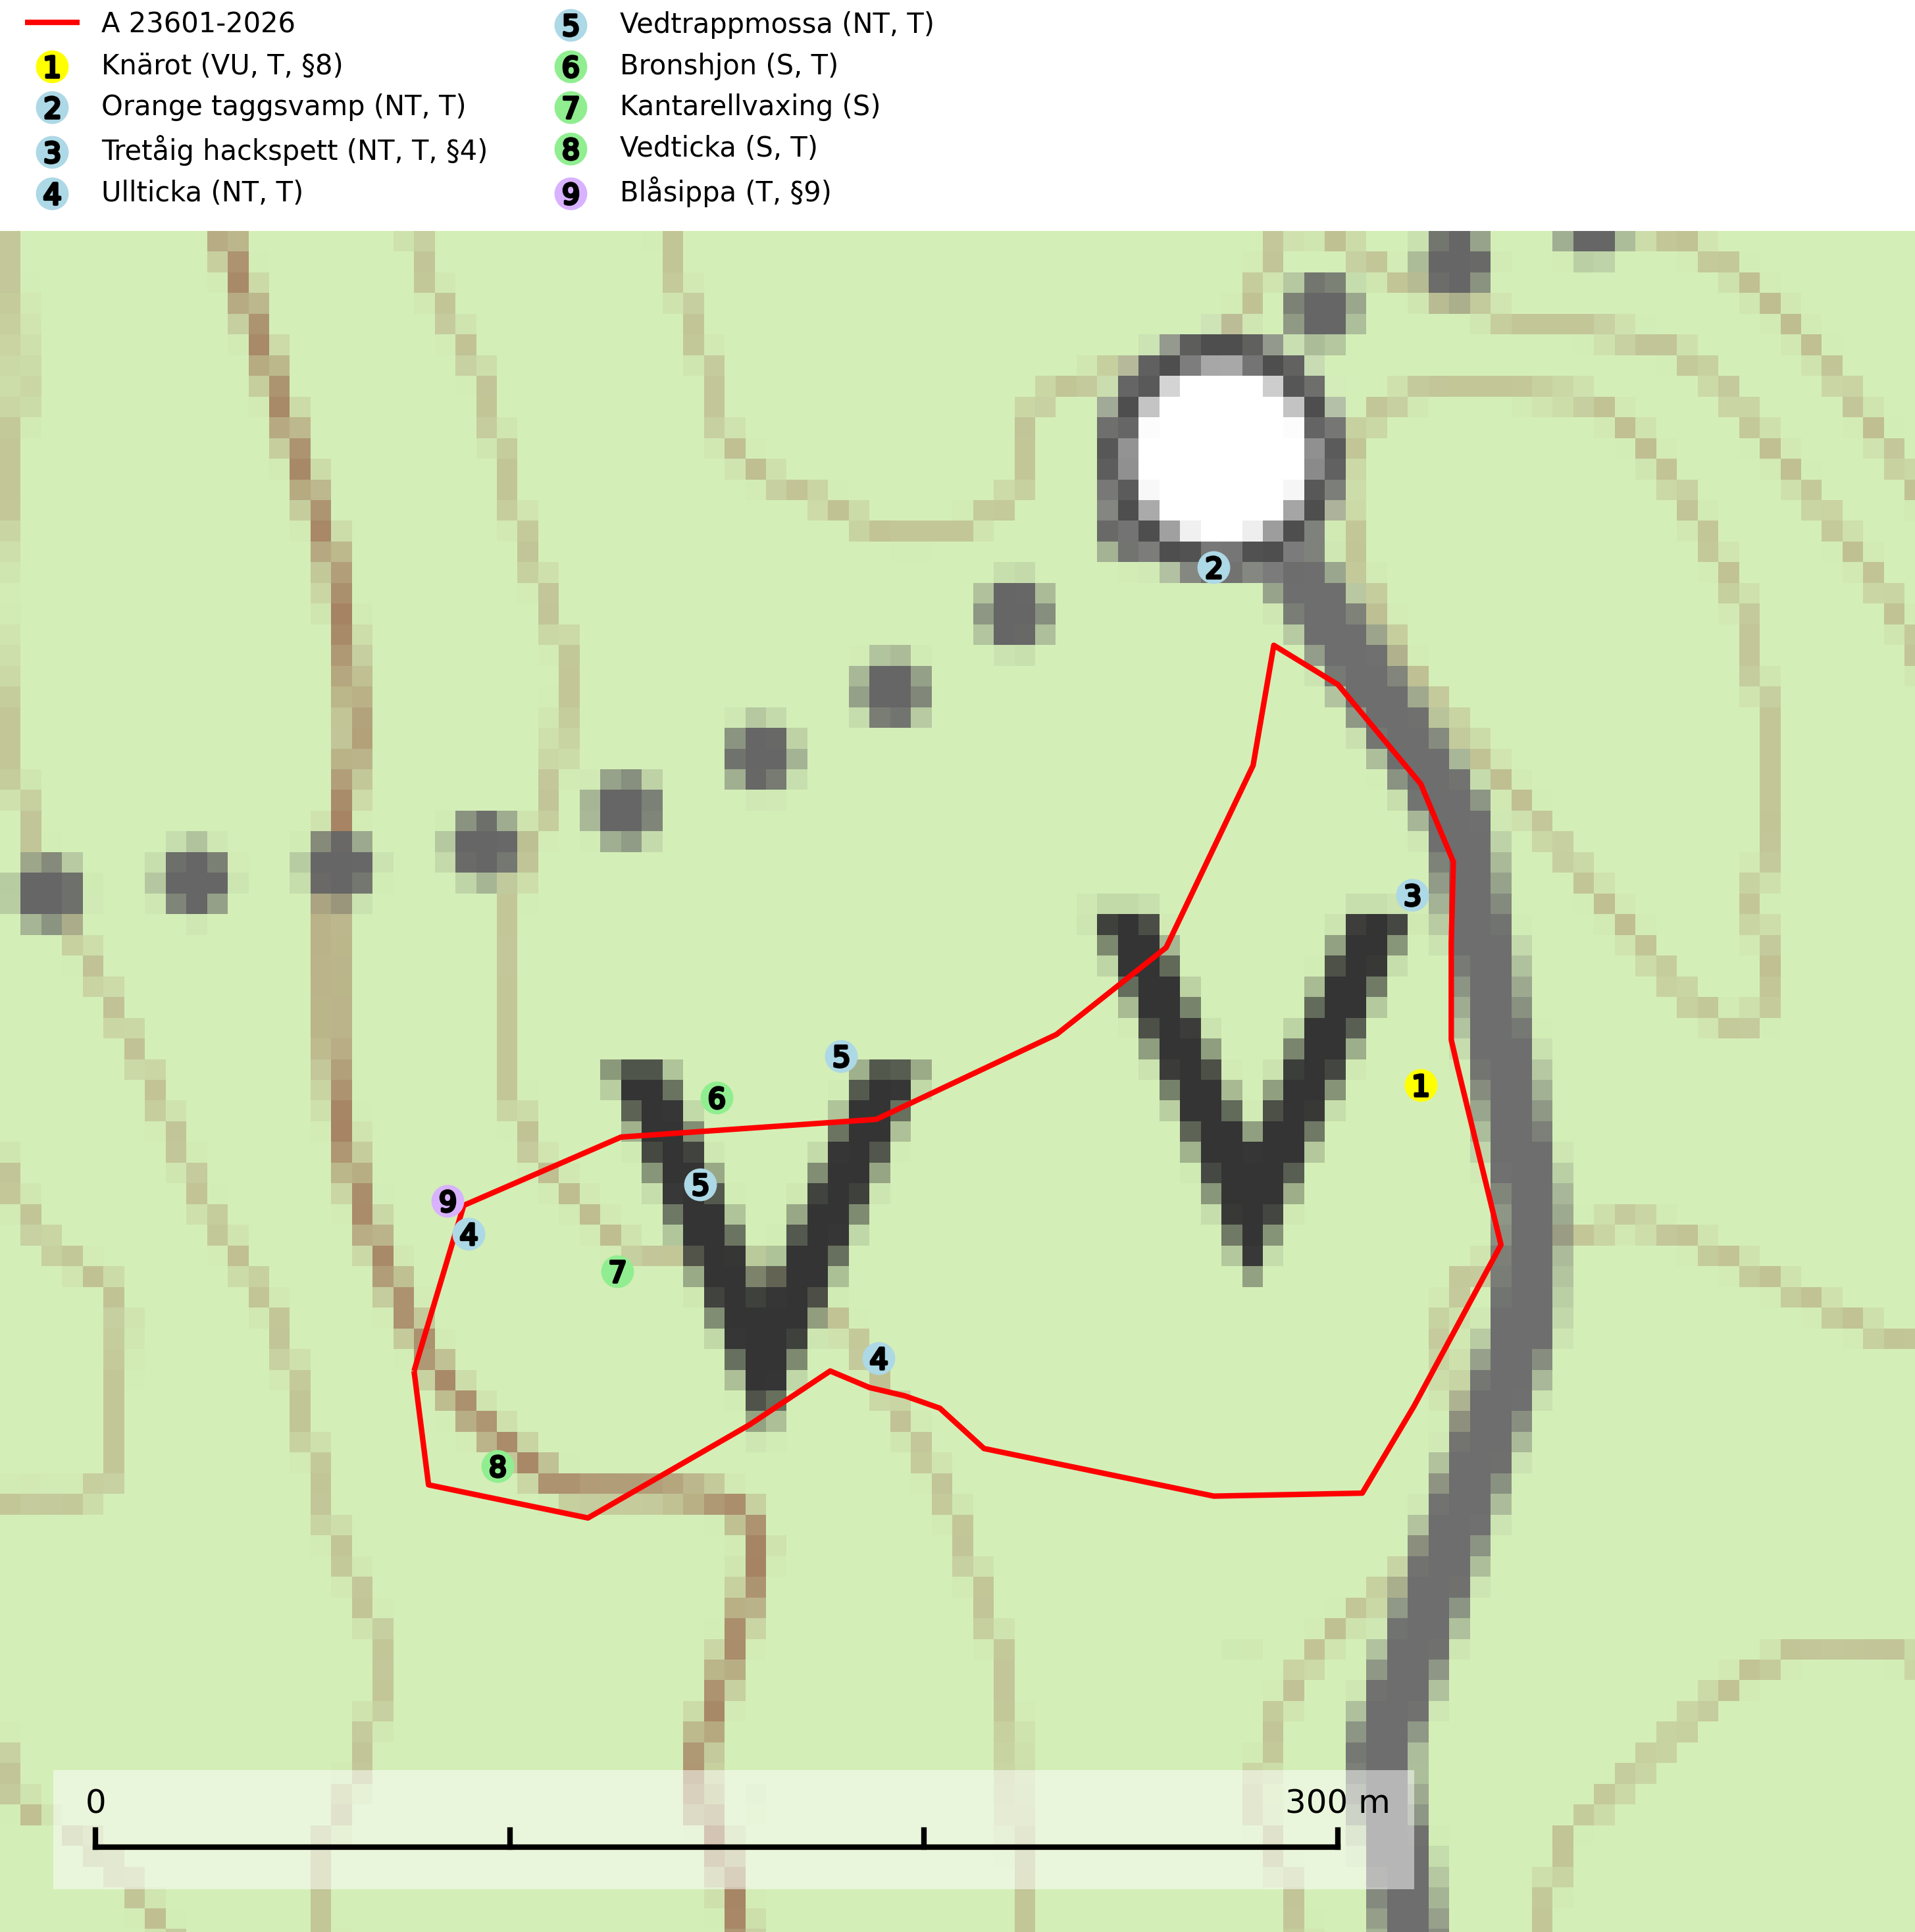 A 23601-2026
1 Knärot (VU, T, §8)
2 Orange taggsvamp (NT, T)
3 Tretåig hackspett (NT, T, §4)
4 Ullticka (NT, T)
5 Vedtrappmossa (NT, T)
6 Bronshjon (S, T)
7 Kantarellvaxing (S)
8 Vedticka (S, T)
9 Blåsippa (T, §9)
2
3
5
1
6
5
9
4
7
4
8
0 300 m